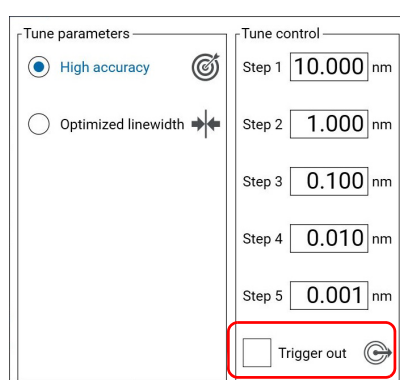 Tune parameters
High accuracy
Optimized linewidth
Tune control
Step 1 10.000 nm
Step 2 1.000 nm
Step 3 0.100 nm
Step 4 0.010 nm
Step 5 0.001 nm
Trigger out